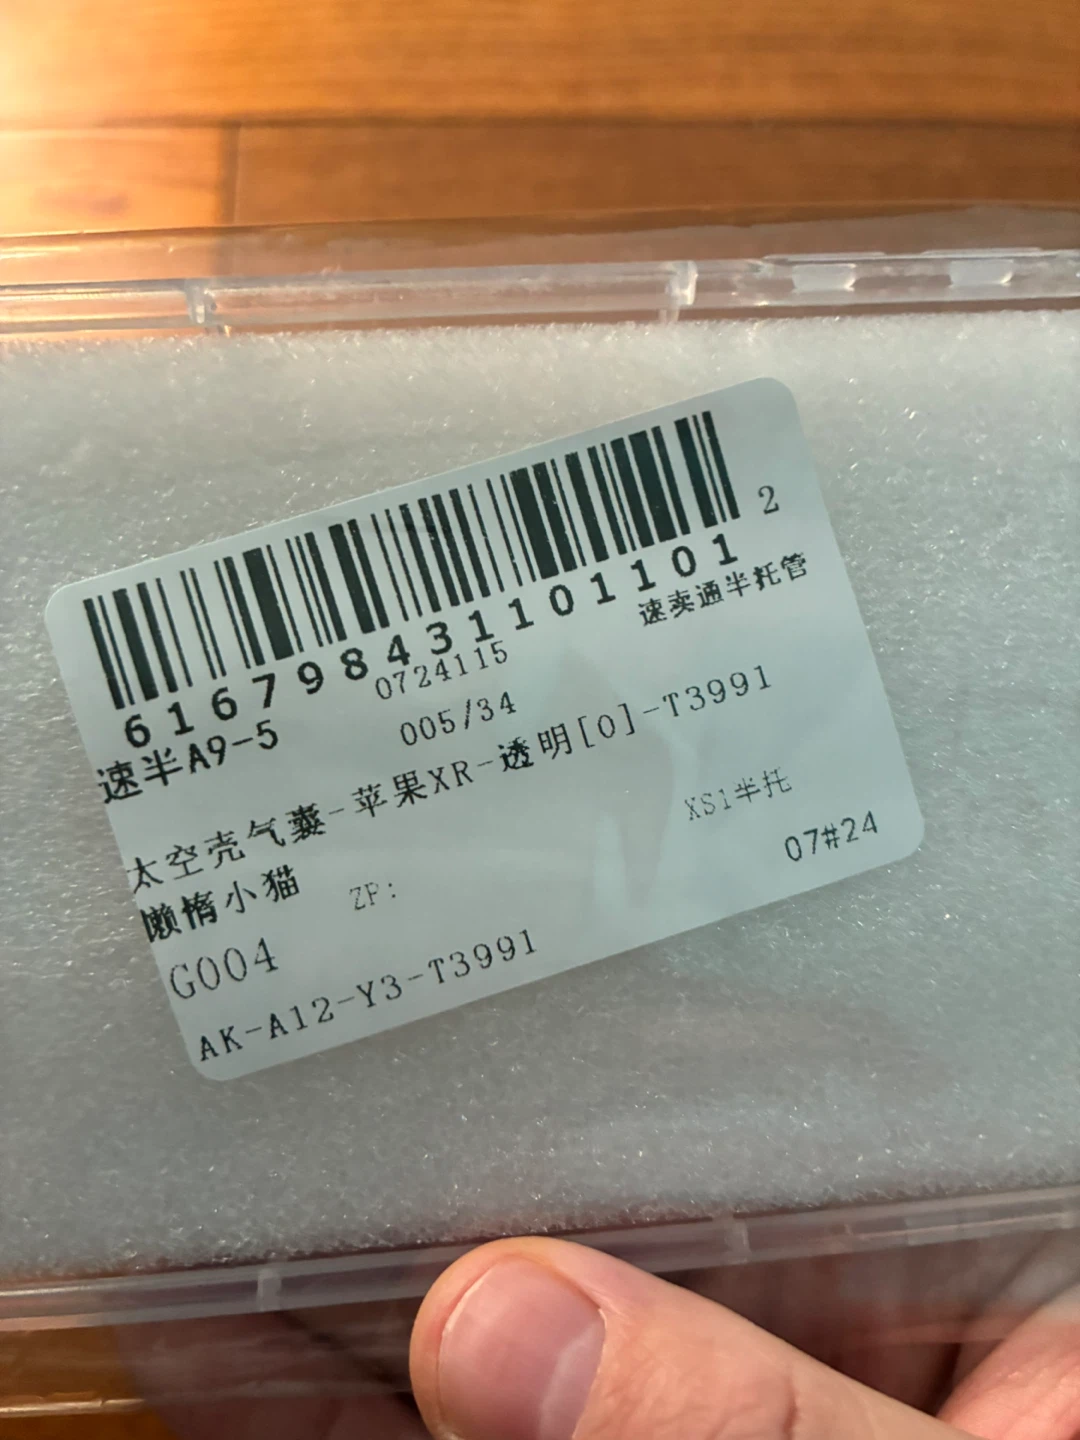 2
616798431101101
速卖通半托管
0724115
速半A9-5
005/34
太空壳气囊-苹果XR-透明[0]-T3991
XS1半托
懒惰小猫
ZP:
07#24
G004
AK-A12-Y3-T3991